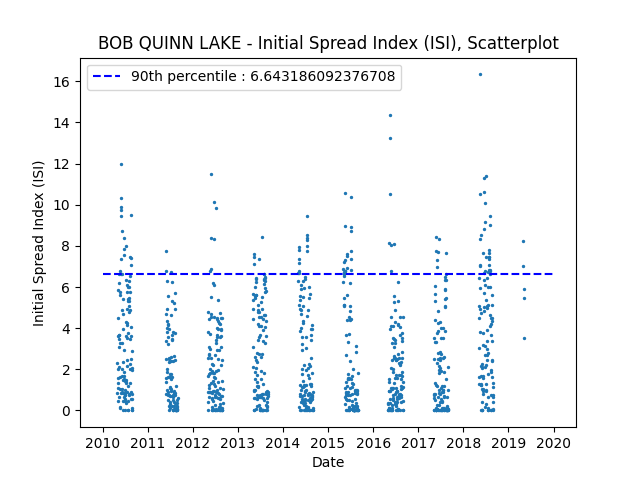 BOB QUINN LAKE - Initial Spread Index (ISI), Scatterplot
90th percentile : 6.643186092376708
Initial Spread Index (ISI)
16
14
12
10
8
6
4
2
0
2010 2011 2012 2013 2014 2015 2016 2017 2018 2019 2020
Date